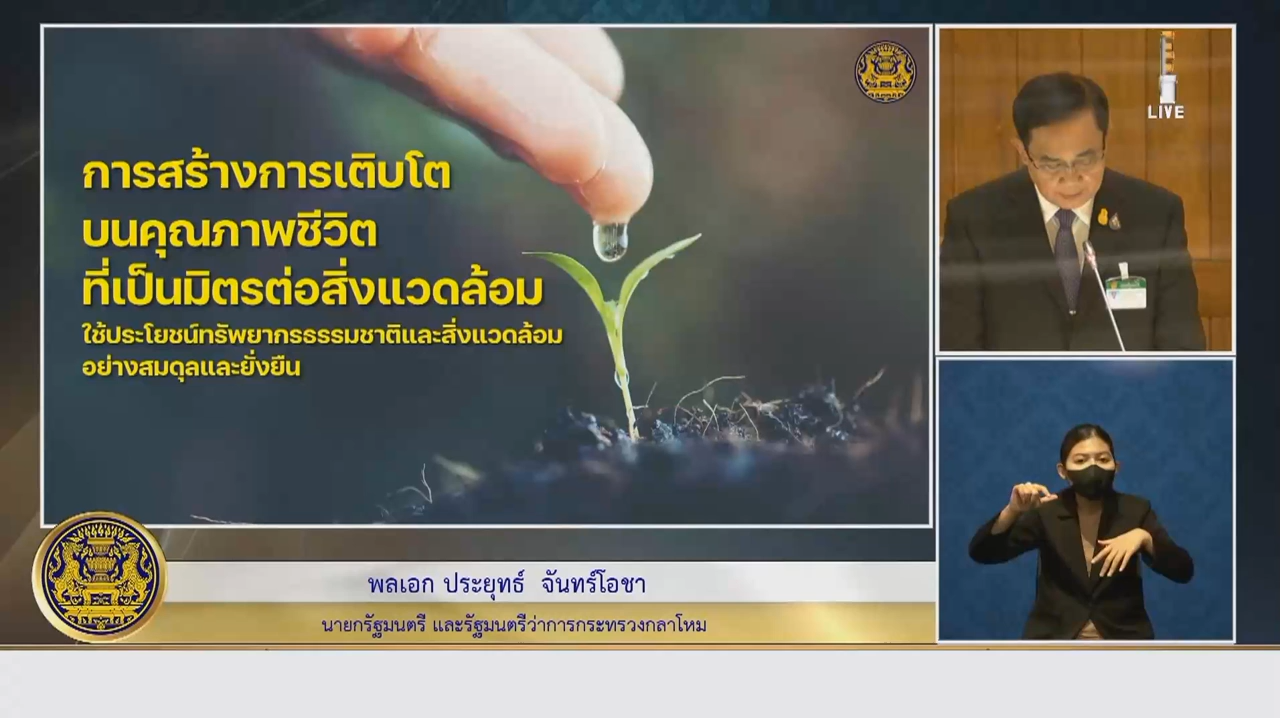 การสร้างการเติบโต
บนคุณภาพชีวิต
ที่เป็นมิตรต่อสิ่งแวดล้อม
ใช้ประโยชน์ทรัพยากรธรรมชาติและสิ่งแวดล้อม
อย่างสมดุลและยั่งยืน
LIVE
พลเอก ประยุทธ์ จันทร์โอชา
นายกรัฐมนตรี และรัฐมนตรีว่าการกระทรวงกลาโหม